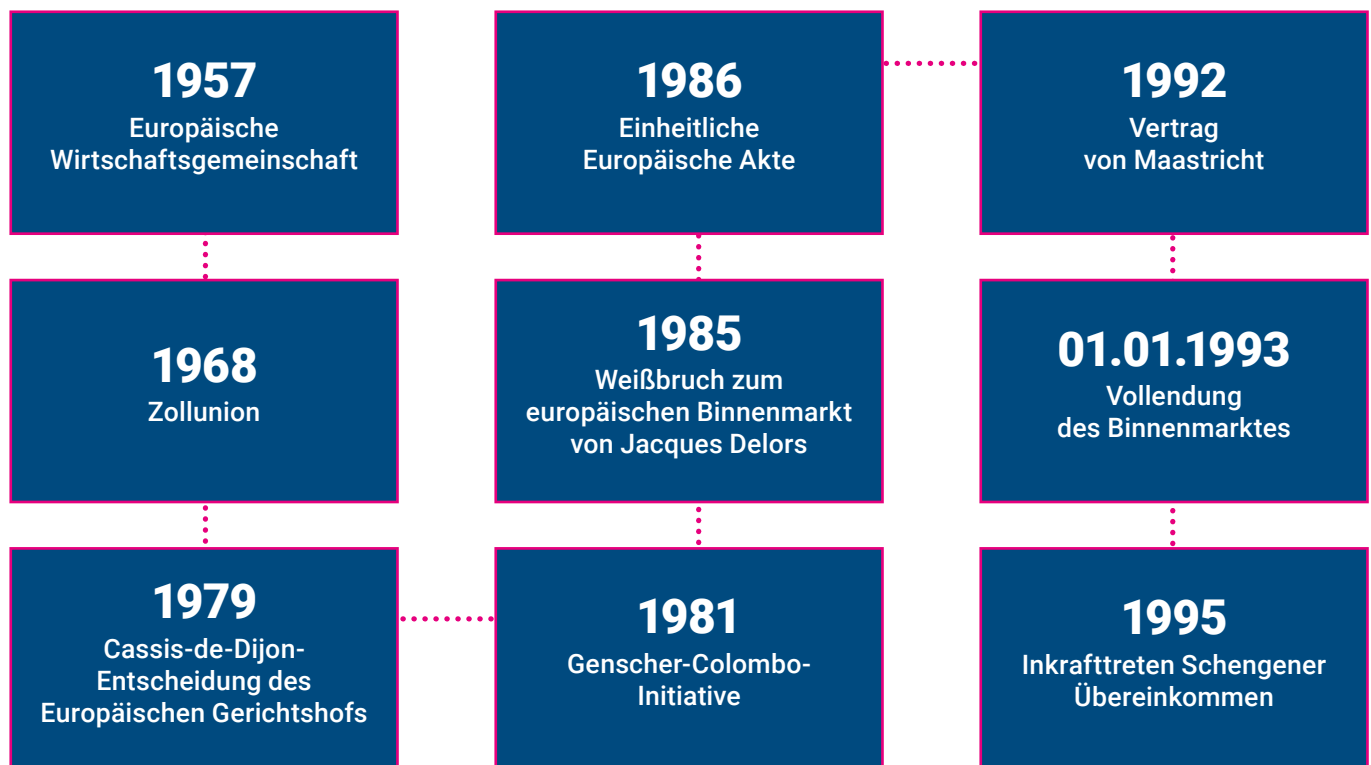 1957
Europäische
Wirtschaftsgemeinschaft
1968
Zollunion
1979
Cassis-de-Dijon-
Entscheidung des
Europäischen Gerichtshofs
1981
Genscher-Colombo-
Initiative
1985
Weißbruch zum
europäischen Binnenmarkt
von Jacques Delors
1986
Einheitliche
Europäische Akte
1992
Vertrag
von Maastricht
01.01.1993
Vollendung
des Binnenmarktes
1995
Inkrafttreten Schengener
Übereinkommen